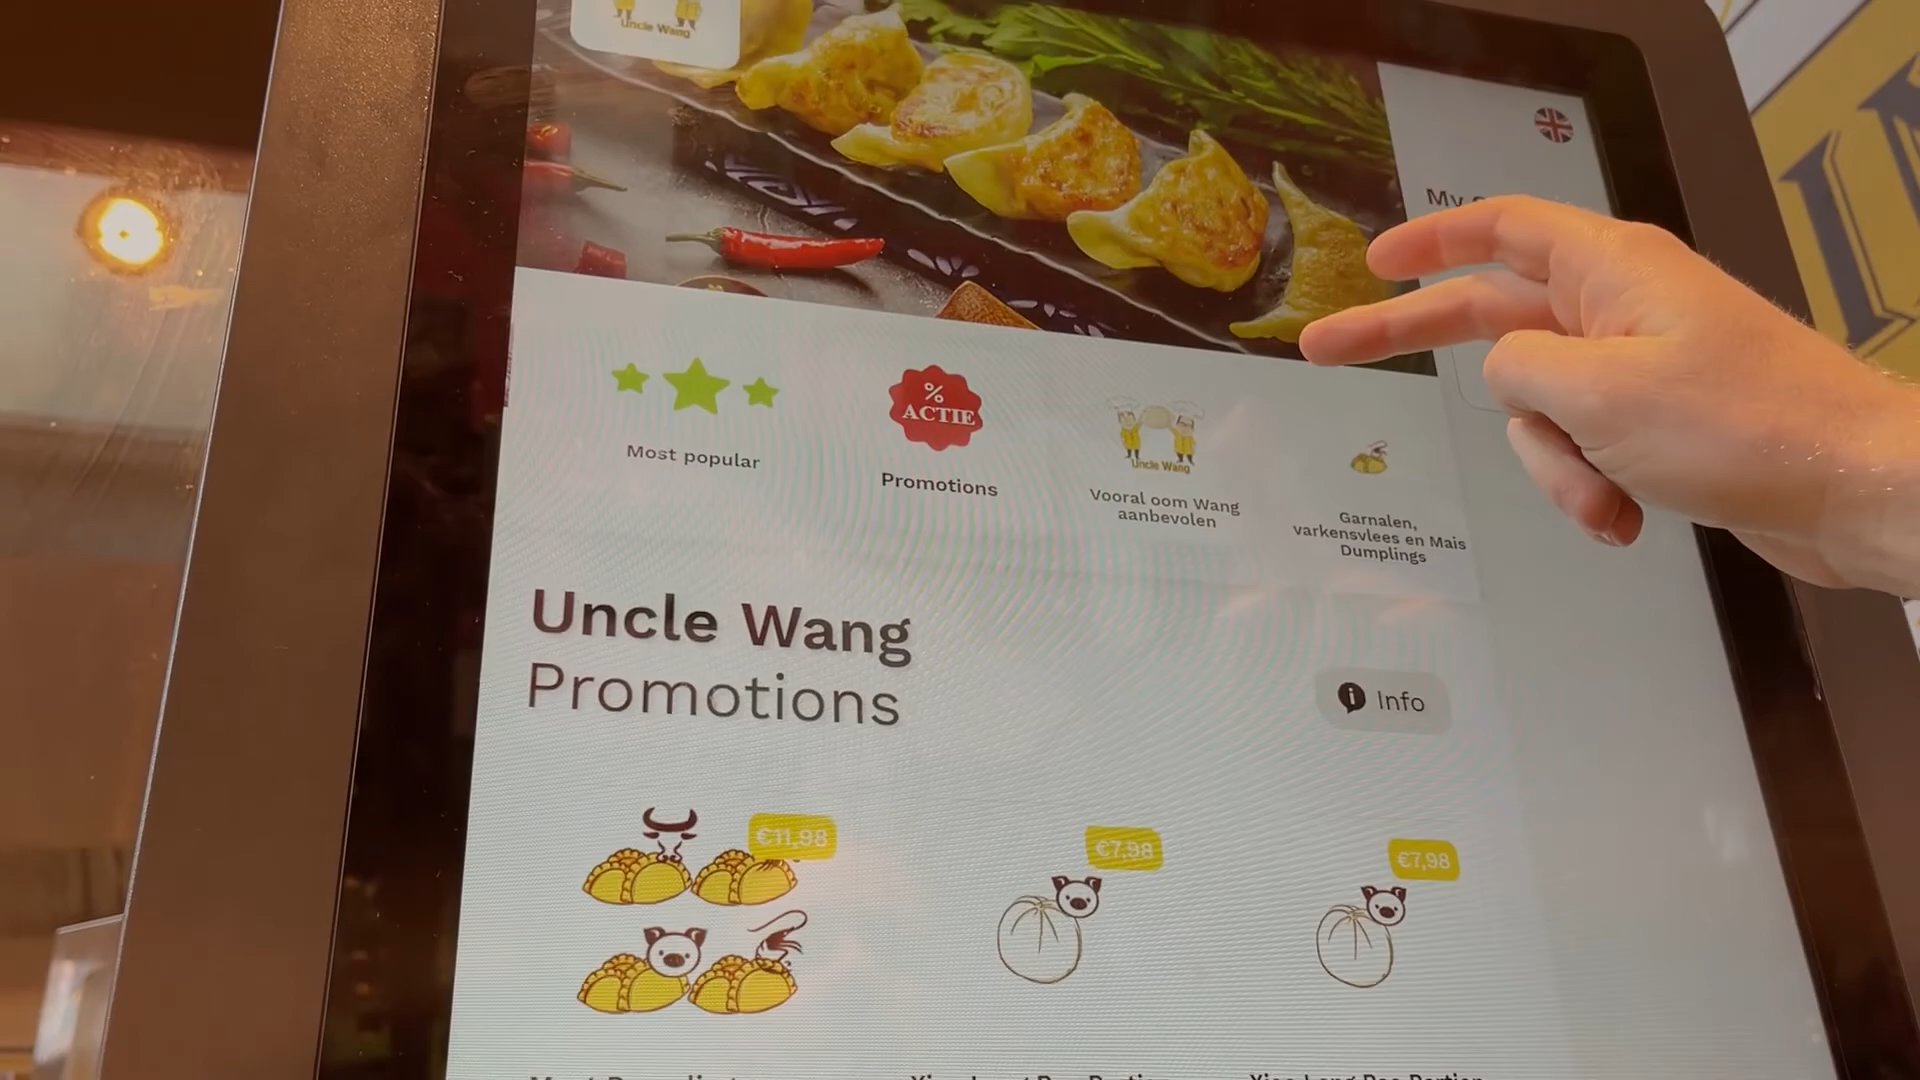 Uncle Wang
My
ACTIE
%
Most popular
Promotions
Uncle Wang
Vooral oom Wang
aanbevolen
Garnalen,
varkensvlees en Mais
Dumplings
Uncle Wang
Promotions
Info
€11,98
€7,98
€7,98